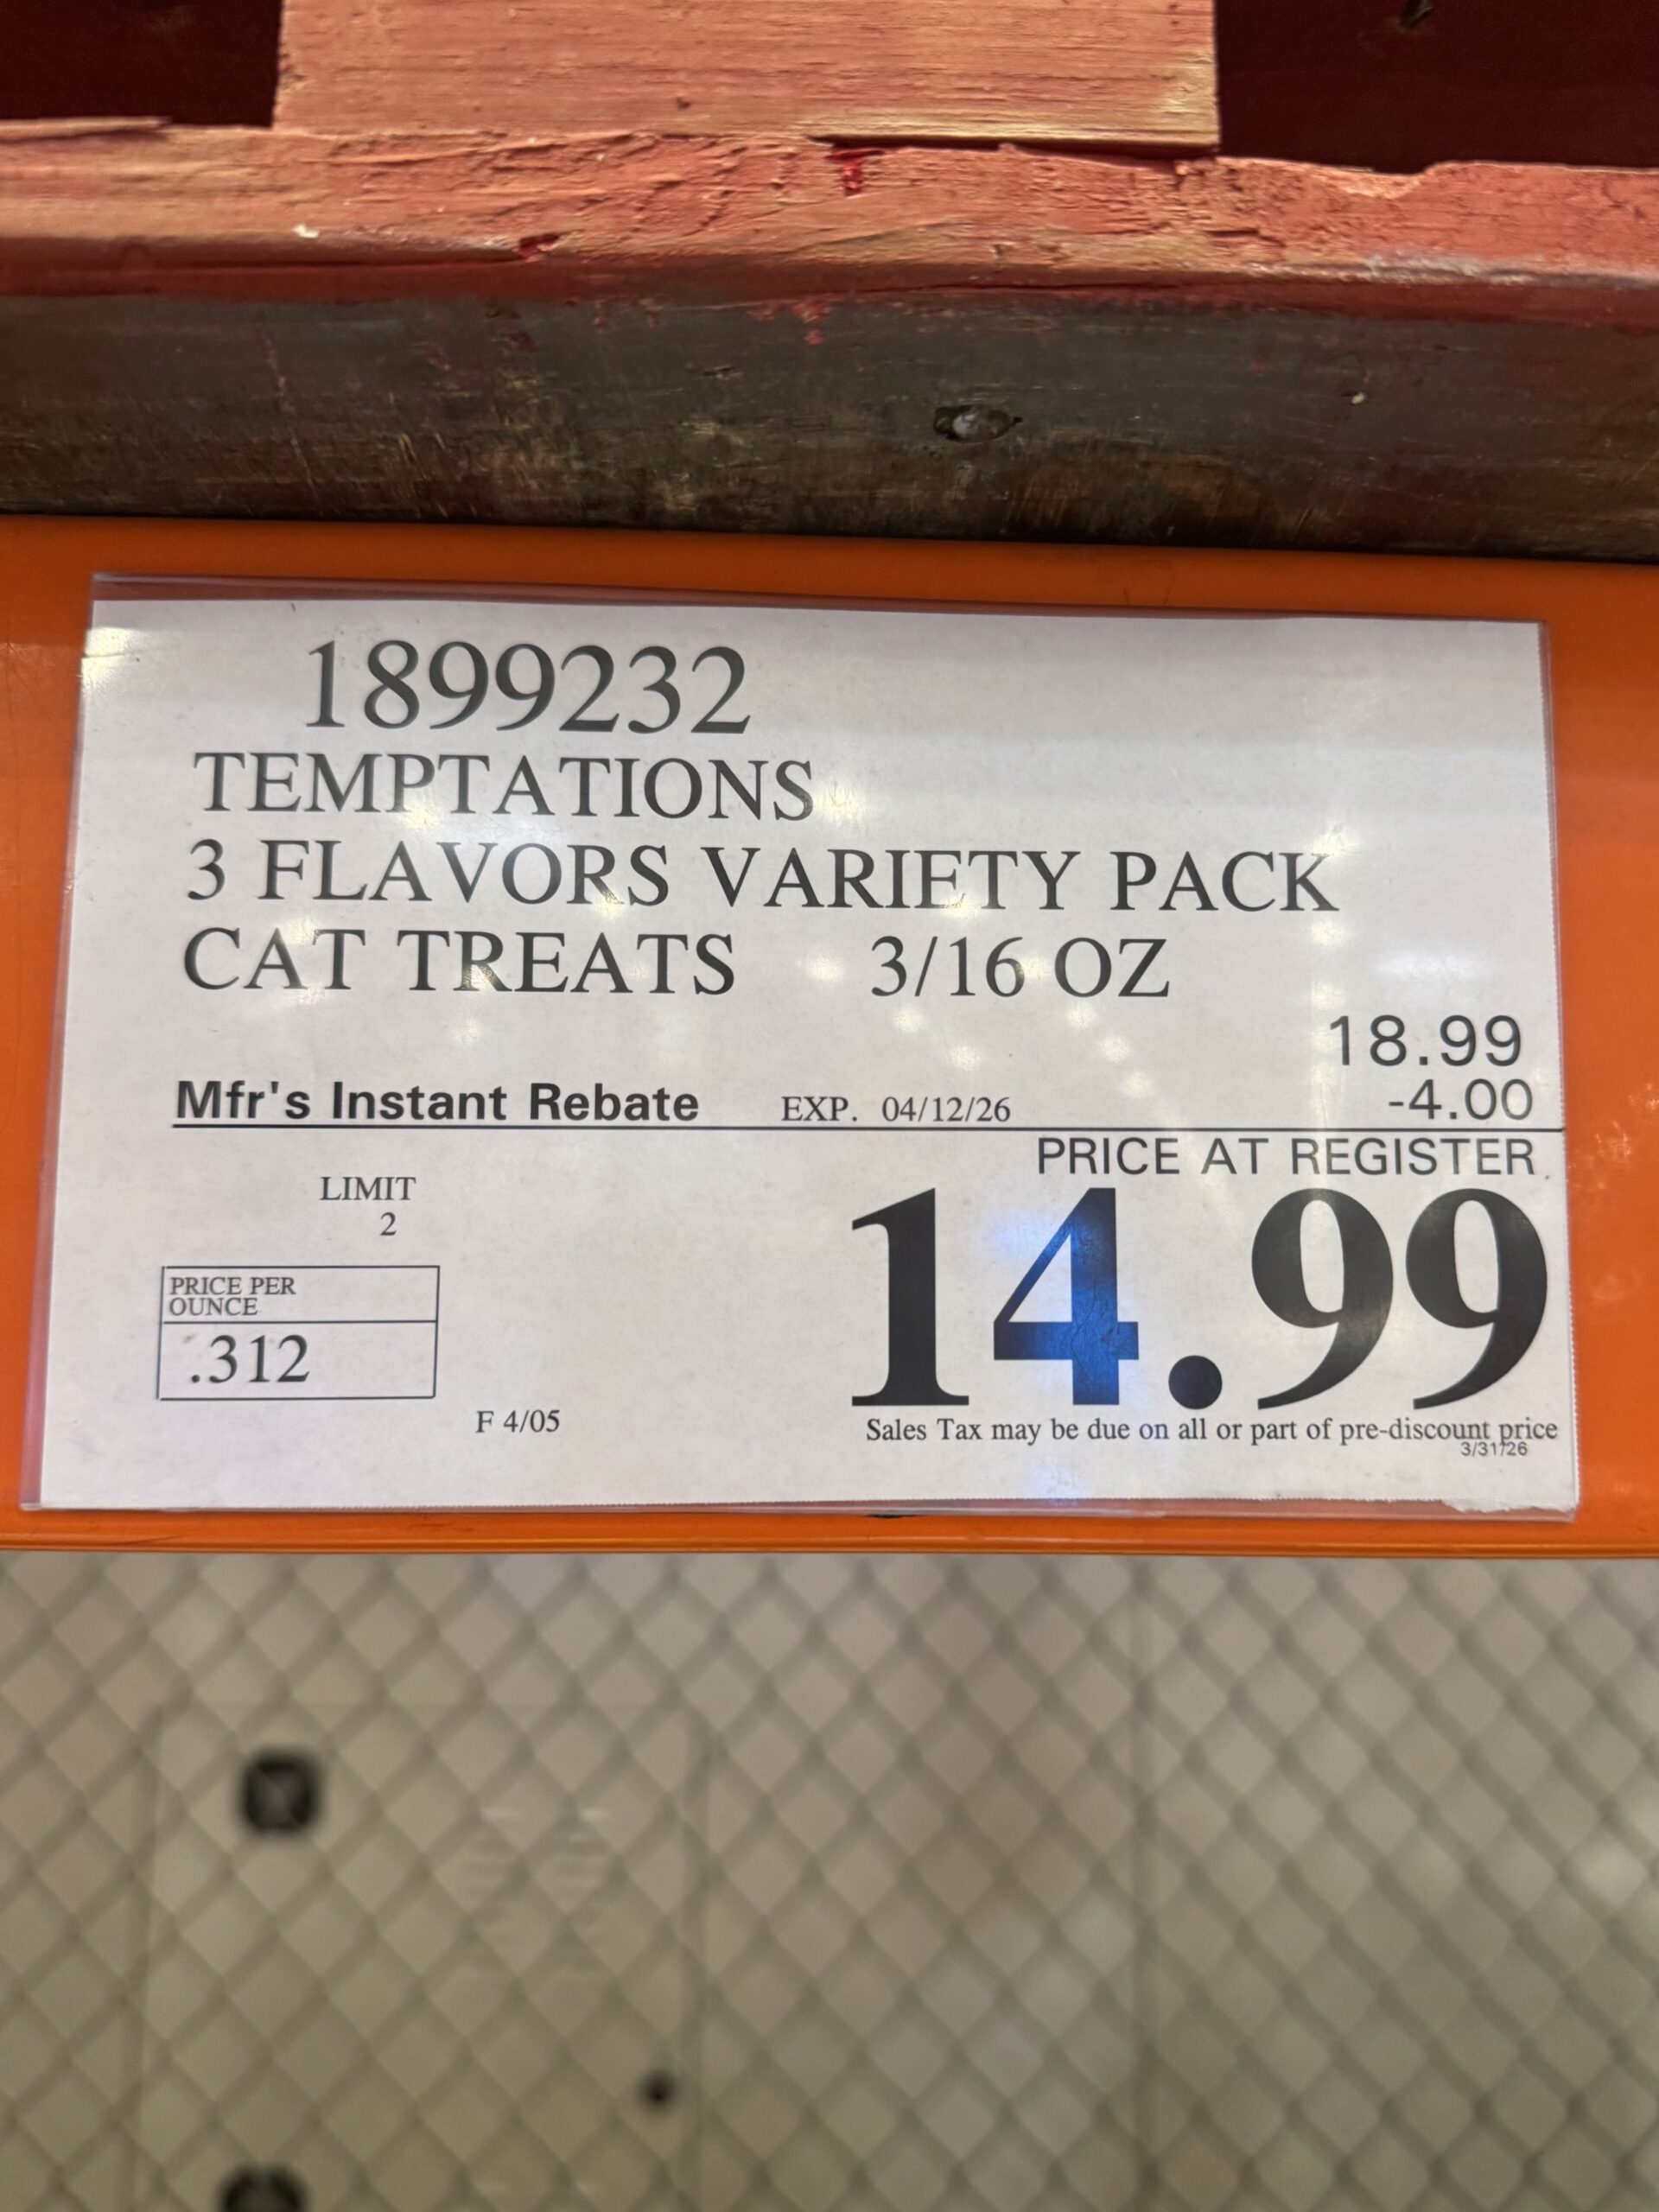 1899232
TEMPTATIONS
3 FLAVORS VARIETY PACK
CAT TREATS 3/16 OZ
18.99
Mfr's Instant Rebate EXP. 04/12/26 -4.00
PRICE AT REGISTER
14.99
LIMIT
2
PRICE PER
OUNCE
.312
F 4/05
Sales Tax may be due on all or part of pre-discount price
3/31/26